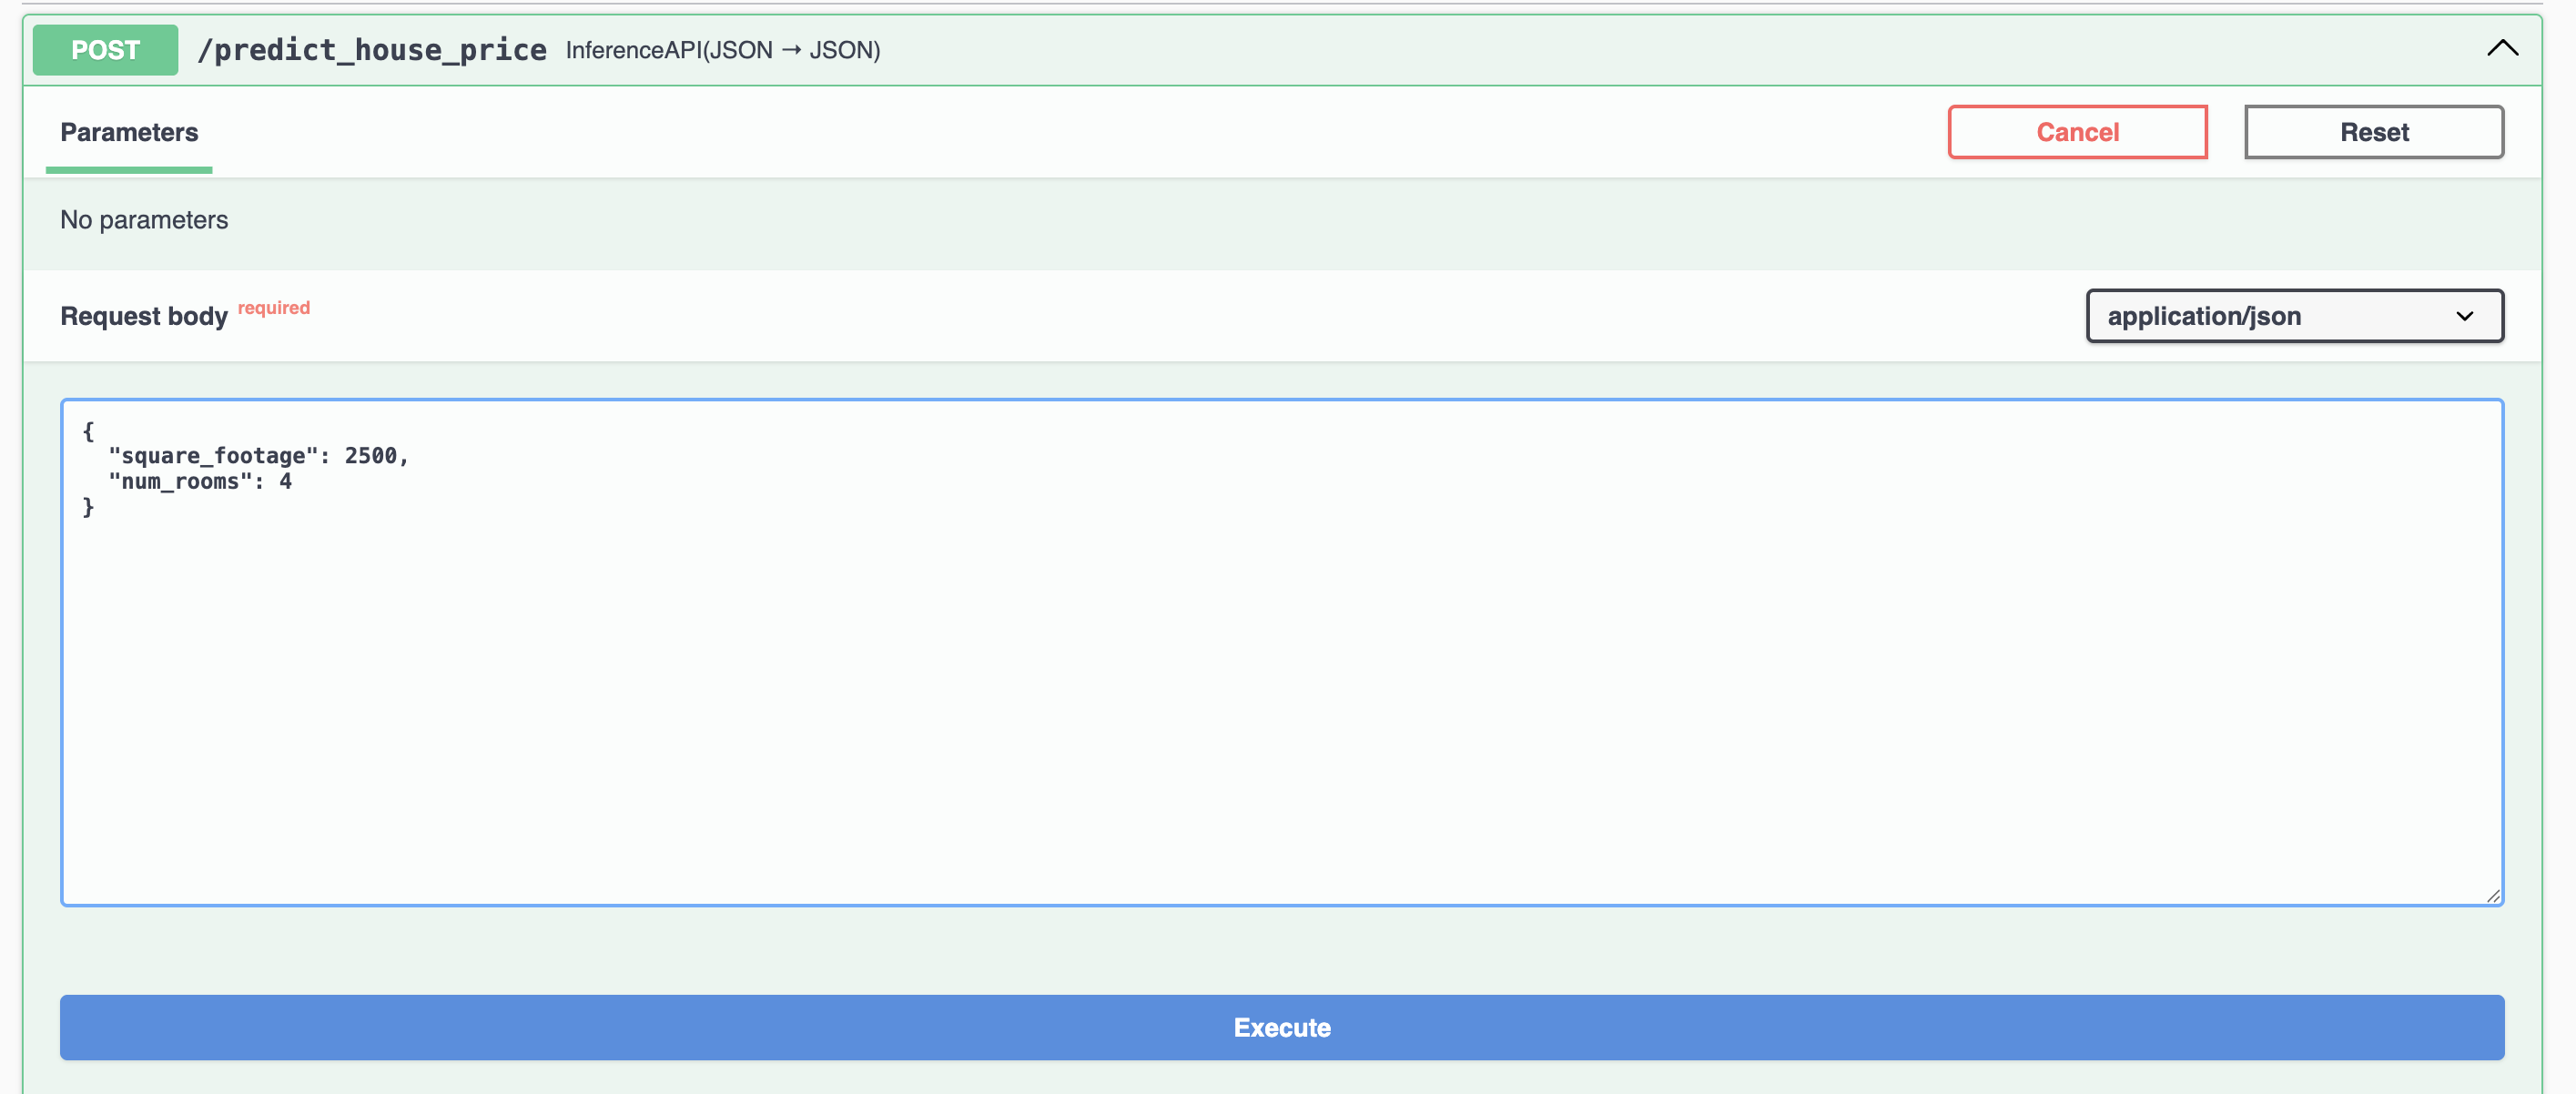 POST /predict_house_price InferenceAPI(JSON → JSON)
Parameters
Cancel
Reset
No parameters
Request body required
application/json
{
  "square_footage": 2500,
  "num_rooms": 4
}
Execute